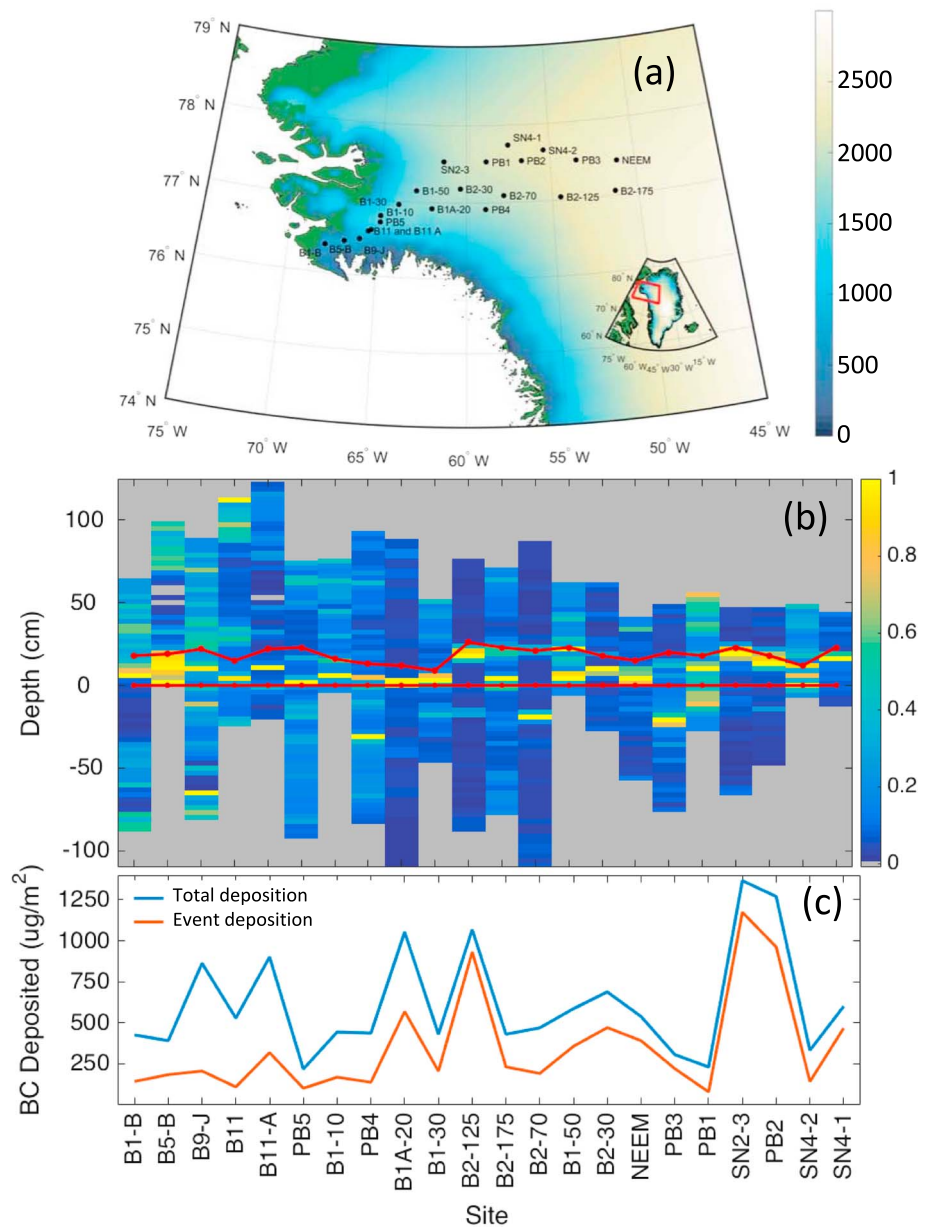 79° N
(a)
2500
78° N
SN4-1
SN4-2
2000
SN2-3 PB1 PB2 PB3 NEEM
77° N
B1-50 B2-30 B2-70 B2-125 B2-175
1500
B1-30 B1A-20 PB4
B1-10
PB5
B11 and B11 A
76° N
B1-B B5-B B9-J
80° N
1000
70° N
75° N
60° N
500
75° W 60° W 45° W 30° W 15° W
74° N
0
75° W
45° W
70° W
50° W
65° W
55° W
60° W
(b)
1
100
0.8
50
0.6
Depth (cm)
0
0.4
-50
0.2
-100
0
BC Deposited (ug/m2)
(c)
Total deposition
Event deposition
1250
1000
750
500
250
B1-B
B5-B
B9-J
B11
B11-A
PB5
B1-10
PB4
B1A-20
B1-30
B2-125
B2-175
B2-70
B1-50
B2-30
NEEM
PB3
PB1
SN2-3
PB2
SN4-2
SN4-1
Site